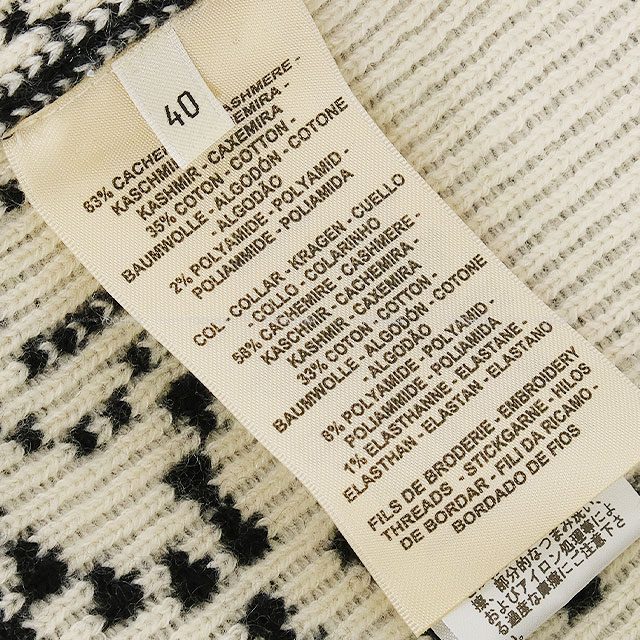 40
63% CACHEMIRE - CASHMERE -
KASCHMIR - CACHEMIRA -
KASHMIR - CAXEMIRA
35% COTON - COTTON -
BAUMWOLLE - ALGODÓN - COTONE
- ALGODÃO
2% POLYAMIDE - POLYAMID -
POLIAMMIDE - POLIAMIDA
COL - COLLAR - KRAGEN - CUELLO
- COLLO - COLARINHO
58% CACHEMIRE - CASHMERE -
KASCHMIR - CACHEMIRA -
KASHMIR - CAXEMIRA
33% COTON - COTTON -
BAUMWOLLE - ALGODÓN - COTONE
- ALGODÃO
8% POLYAMIDE - POLYAMID -
POLIAMMIDE - POLIAMIDA
1% ELASTHANNE - ELASTANE -
ELASTHAN - ELASTAN - ELASTANO
FILS DE BRODERIE - EMBROIDERY
THREADS - STICKGARNE - HILOS
DE BORDAR - FILI DA RICAMO -
BORDADO DE FIOS